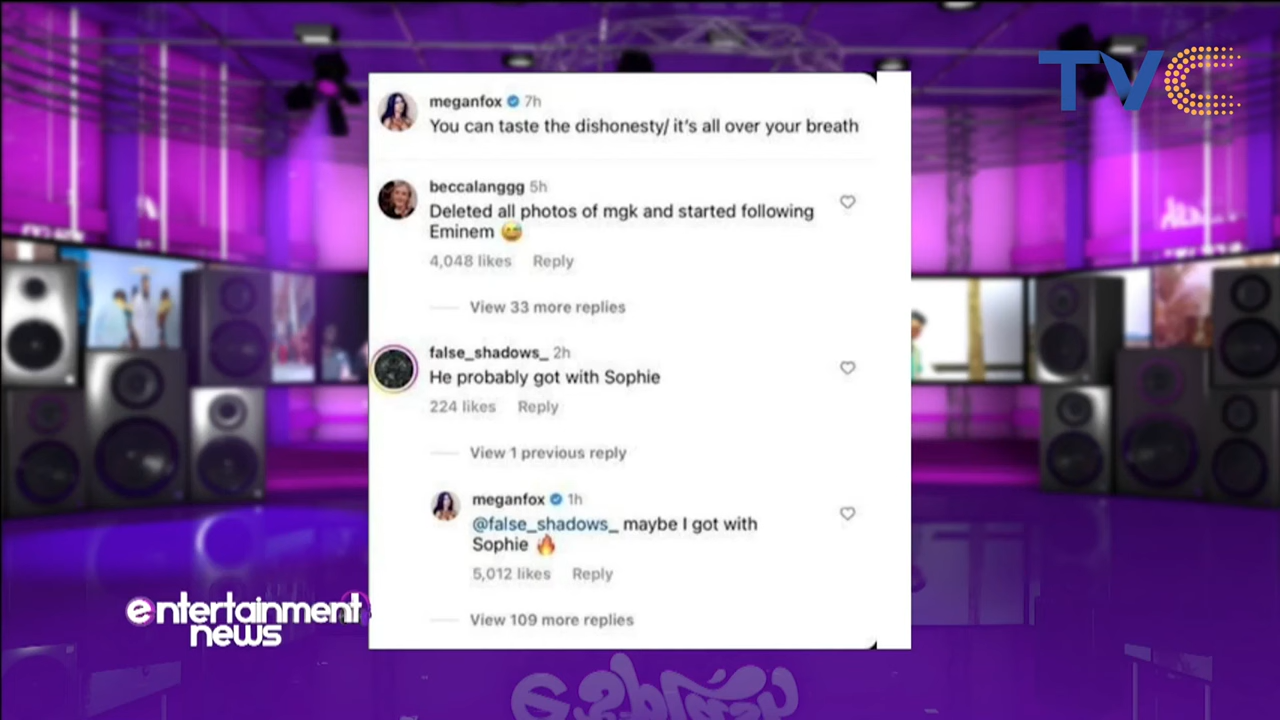 TVC
meganfox 7h
You can taste the dishonesty/ it's all over your breath
beccalanggg 5h
Deleted all photos of mgk and started following
Eminem 😅
4,048 likes Reply
View 33 more replies
false_shadows_ 2h
He probably got with Sophie
224 likes Reply
View 1 previous reply
meganfox 1h
@false_shadows_ maybe I got with
Sophie 🔥
5,012 likes Reply
View 109 more replies
entertainment
news